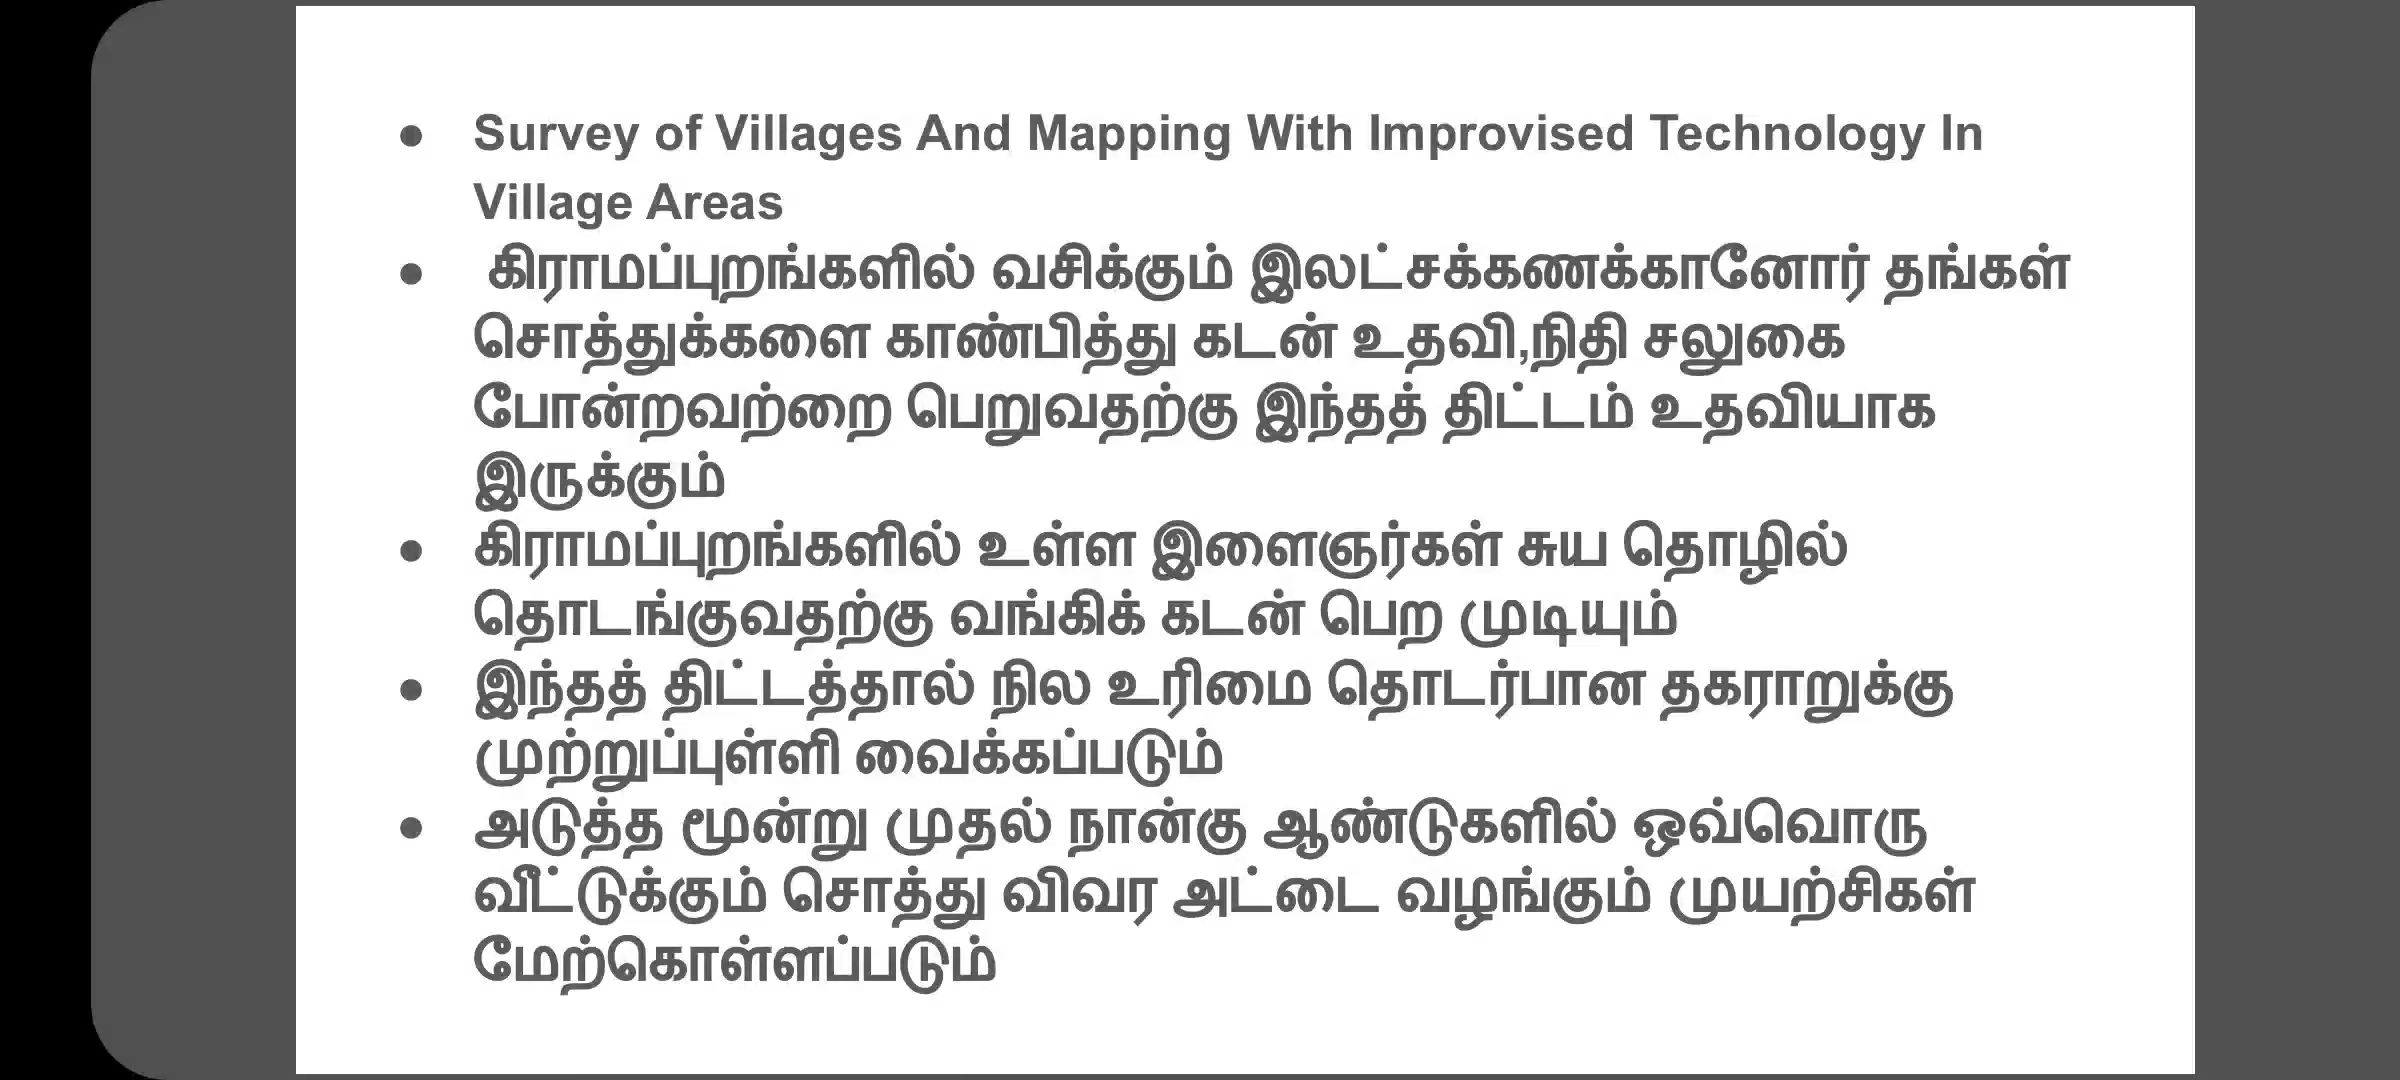 ● Survey of Villages And Mapping With Improvised Technology In
Village Areas
● கிராமப்புறங்களில் வசிக்கும் இலட்சக்கணக்கானோர் தங்கள்
சொத்துக்களை காண்பித்து கடன் உதவி,நிதி சலுகை
போன்றவற்றை பெறுவதற்கு இந்தத் திட்டம் உதவியாக
இருக்கும்
● கிராமப்புறங்களில் உள்ள இளைஞர்கள் சுய தொழில்
தொடங்குவதற்கு வங்கிக் கடன் பெற முடியும்
● இந்தத் திட்டத்தால் நில உரிமை தொடர்பான தகராறுக்கு
முற்றுப்புள்ளி வைக்கப்படும்
● அடுத்த மூன்று முதல் நான்கு ஆண்டுகளில் ஒவ்வொரு
வீட்டுக்கும் சொத்து விவர அட்டை வழங்கும் முயற்சிகள்
மேற்கொள்ளப்படும்